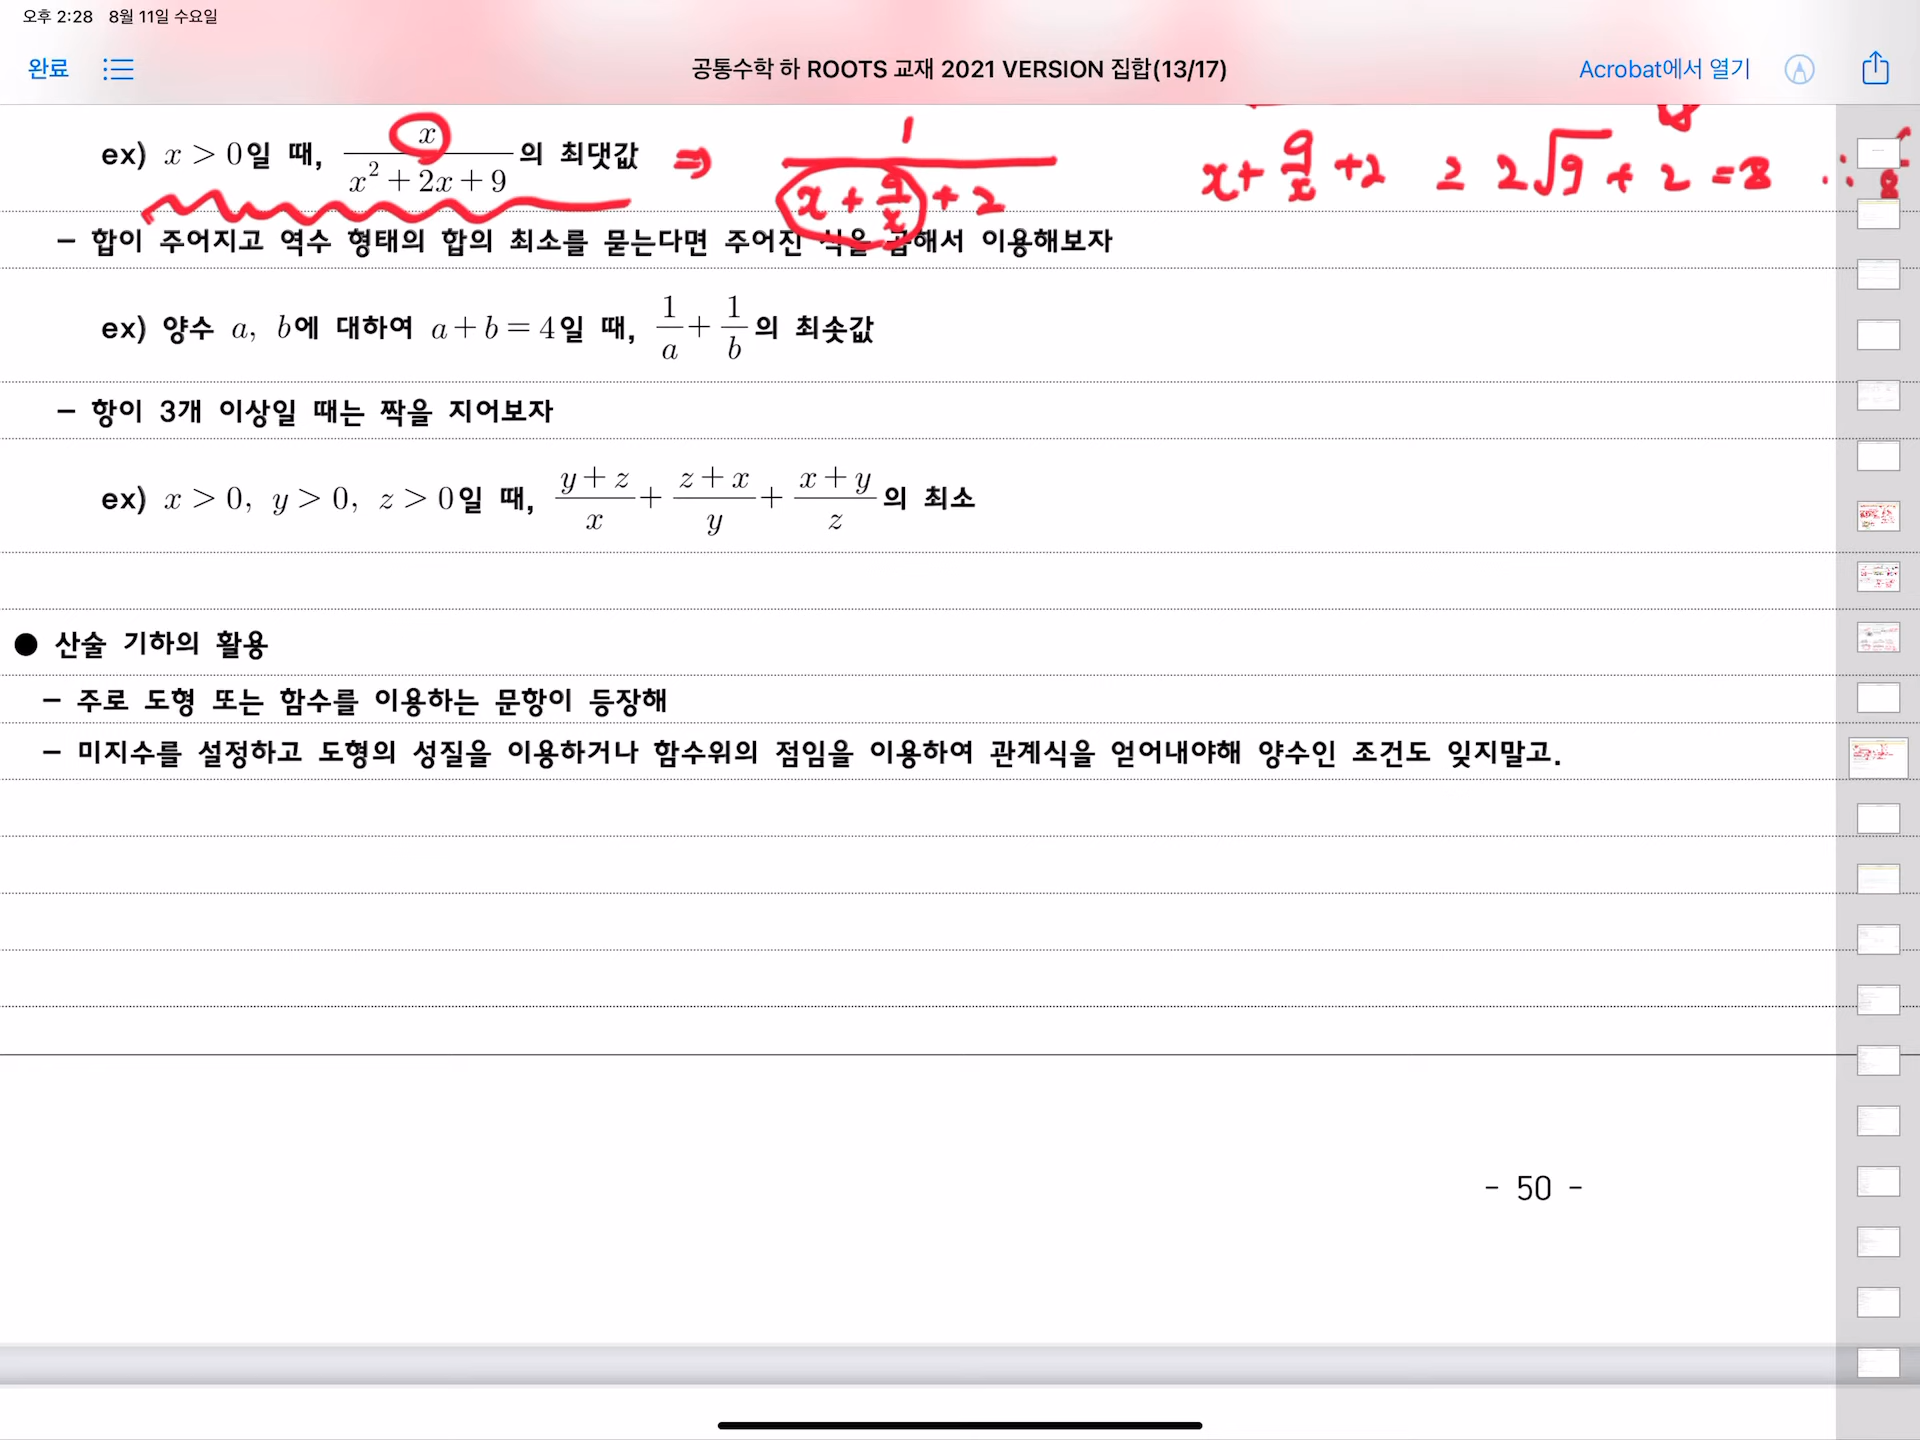 오후 2:28 8월 11일 수요일
완료 공통수학 하 ROOTS 교재 2021 VERSION 집합(13/17) Acrobat에서 열기
ex) x > 0일 때, x/(x² + 2x + 9) 의 최댓값 ⇒ 1/(x + 9/x + 2) x + 9/x + 2 ≥ 2√9 + 2 = 8 ∴
– 합이 주어지고 역수 형태의 합의 최소를 묻는다면 주어진 식을 곱해서 이용해보자
ex) 양수 a, b에 대하여 a + b = 4일 때, 1/a + 1/b 의 최솟값
– 항이 3개 이상일 때는 짝을 지어보자
ex) x > 0, y > 0, z > 0일 때, (y + z)/x + (z + x)/y + (x + y)/z 의 최소
● 산술 기하의 활용
– 주로 도형 또는 함수를 이용하는 문항이 등장해
– 미지수를 설정하고 도형의 성질을 이용하거나 함수위의 점임을 이용하여 관계식을 얻어내야해 양수인 조건도 잊지말고.
- 50 -